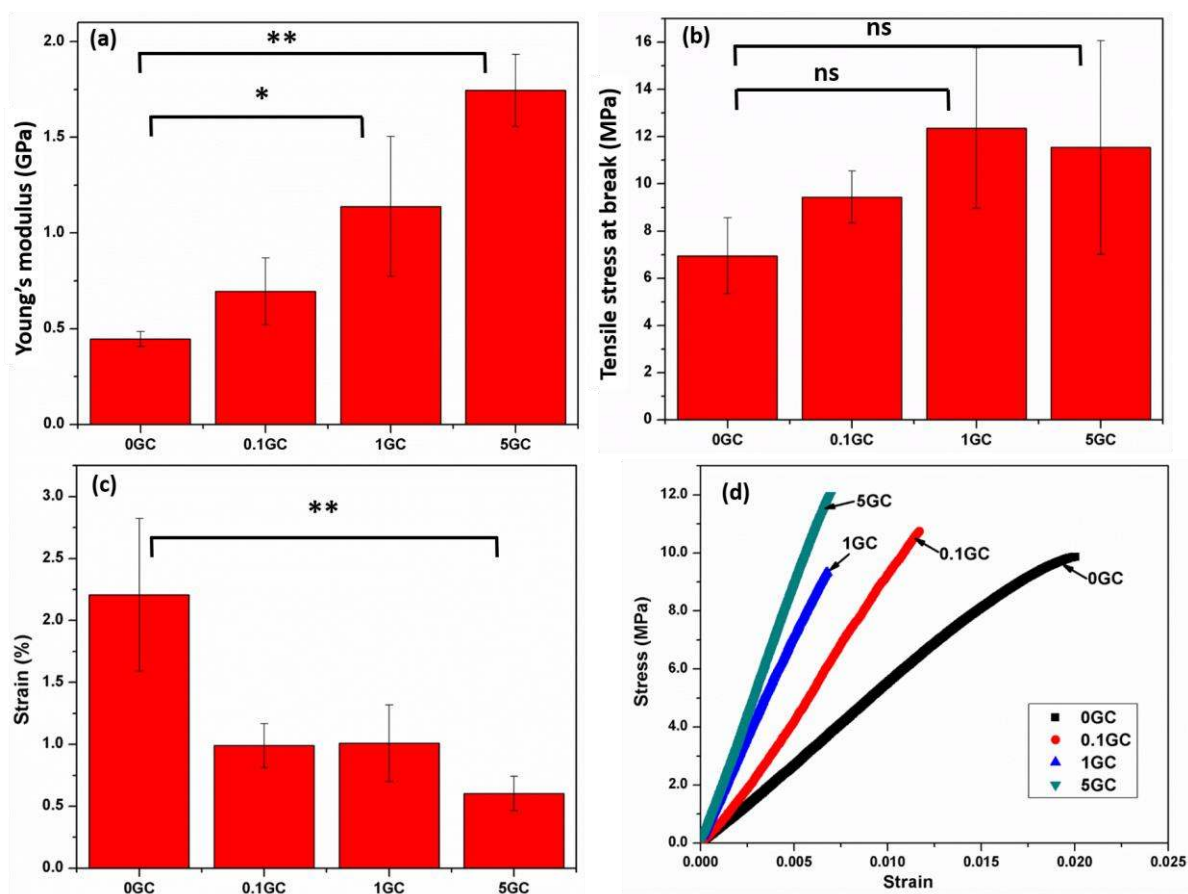 (a)
**
*
Young's modulus (GPa)
2.0
1.5
1.0
0.5
0.0
0GC 0.1GC 1GC 5GC
(b)
ns
ns
Tensile stress at break (MPa)
16
14
12
10
8
6
4
2
0
0GC 0.1GC 1GC 5GC
(c)
**
Strain (%)
3.0
2.5
2.0
1.5
1.0
0.5
0.0
0GC 0.1GC 1GC 5GC
(d)
5GC
1GC
0.1GC
0GC
Stress (MPa)
12.0
10.0
8.0
6.0
4.0
2.0
0.0
0GC
0.1GC
1GC
5GC
0.000 0.005 0.010 0.015 0.020 0.025
Strain